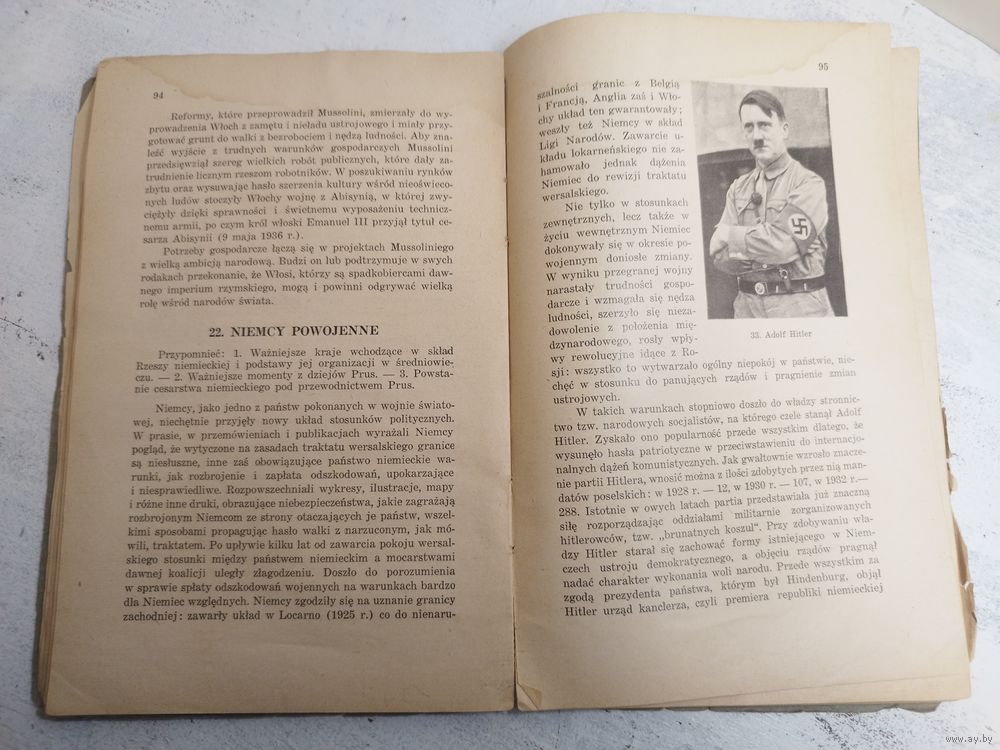 94
Reformy, które przeprowadził Mussolini, zmierzały do wy-
prowadzenia Włoch z zamętu i nieładu ustrojowego i miały przy-
gotować grunt do walki z bezrobociem i nędzą ludności. Aby zna-
leźć wyjście z trudnych warunków gospodarczych Mussolini
przedsięwziął szereg wielkich robót publicznych, które dały za-
trudnienie licznym rzeszom robotników. W poszukiwaniu rynków
zbytu oraz wysuwając hasło szerzenia kultury wśród nieoświeco-
nych ludów stoczyły Włochy wojnę z Abisynią, w której zwy-
ciężyły dzięki sprawności i świetnemu wyposażeniu technicz-
nemu armii, po czym król włoski Emanuel III przyjął tytuł ce-
sarza Abisynii (9 maja 1936 r.).
Potrzeby gospodarcze łączą się w projektach Mussoliniego
z wielką ambicją narodową. Budzi on lub podtrzymuje w swych
rodakach przekonanie, że Włosi, którzy są spadkobiercami daw-
nego imperium rzymskiego, mogą i powinni odgrywać wielką
rolę wśród narodów świata.
22. NIEMCY POWOJENNE
Przypomnieć: 1. Ważniejsze kraje wchodzące w skład
Rzeszy niemieckiej i podstawy jej organizacji w średniowie-
czu. — 2. Ważniejsze momenty z dziejów Prus. — 3. Powsta-
nie cesarstwa niemieckiego pod przewodnictwem Prus.
Niemcy, jako jedno z państw pokonanych w wojnie świato-
wej, niechętnie przyjęły nowy układ stosunków politycznych.
W prasie, w przemówieniach i publikacjach wyrażali Niemcy
pogląd, że wytyczone na zasadach traktatu wersalskiego granice
są niesłuszne, inne zaś obowiązujące państwo niemieckie wa-
runki, jak rozbrojenie i zapłata odszkodowań, upokarzające
i niesprawiedliwe. Rozpowszechniali wykresy, ilustracje, mapy
i różne inne druki, obrazujące niebezpieczeństwa, jakie zagrażają
rozbrojonym Niemcom ze strony otaczających je państw, wszel-
kimi sposobami propagując hasło walki z narzuconym, jak mó-
wili, traktatem. Po upływie kilku lat od zawarcia pokoju wersal-
skiego stosunki między państwem niemieckim a mocarstwami
dawnej koalicji uległy złagodzeniu. Doszło do porozumienia
w sprawie spłaty odszkodowań wojennych na warunkach bardzo
dla Niemiec względnych. Niemcy zgodziły się na uznanie granicy
zachodniej: zawarły układ w Locarno (1925 r.) co do nienaru-
95
szalności granic z Belgią
i Francją, Anglia zaś i Wło-
chy układ ten gwarantowały;
weszły też Niemcy w skład
Ligi Narodów. Zawarcie u-
kładu lokarneńskiego nie za-
hamowało jednak dążenia
Niemiec do rewizji traktatu
wersalskiego.
Nie tylko w stosunkach
zewnętrznych, lecz także w
życiu wewnętrznym Niemiec
dokonywały się w okresie po-
wojennym doniosłe zmiany.
W wyniku przegranej wojny
narastały trudności gospo-
darcze i wzmagała się nędza
ludności, szerzyło się nieza-
dowolenie z położenia mię-
dzynarodowego, rosły wpły-
wy rewolucyjne idące z Ro-
sji: wszystko to wytwarzało ogólny niepokój w państwie, nie-
chęć w stosunku do panujących rządów i pragnienie zmian
ustrojowych.
33. Adolf Hitler
W takich warunkach stopniowo doszło do władzy stronnic-
two tzw. narodowych socjalistów, na którego czele stanął Adolf
Hitler. Zyskało ono popularność przede wszystkim dlatego, że
wysunęło hasła patriotyczne w przeciwstawieniu do internacjo-
nalnych dążeń komunistycznych. Jak gwałtownie wzrosło znacze-
nie partii Hitlera, wnosić można z ilości zdobytych przez nią man-
datów poselskich: w 1928 r. — 12, w 1930 r. — 107, w 1932 r.—
288. Istotnie w owych latach partia przedstawiała już znaczną
siłę rozporządzając oddziałami militarnie zorganizowanych
hitlerowców, tzw. „brunatnych koszul“. Przy zdobywaniu wła-
dzy Hitler starał się zachować formy istniejącego w Niem-
czech ustroju demokratycznego, a objęciu rządów pragnął
nadać charakter wykonania woli narodu. Przede wszystkim za
zgodą prezydenta państwa, którym był Hindenburg, objął
Hitler urząd kanclerza, czyli premiera republiki niemieckiej
www.ay.by